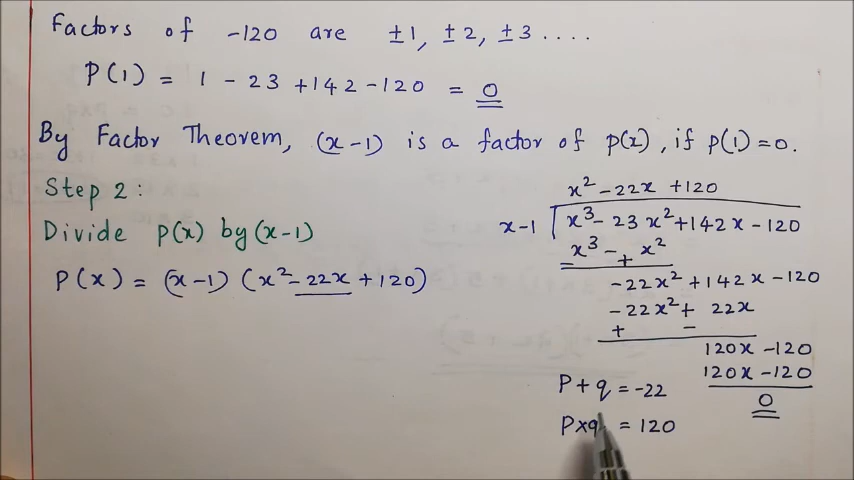 Factors of -120 are ±1, ±2, ±3 ....
P(1) = 1 - 23 + 142 - 120 = 0
By Factor Theorem, (x-1) is a factor of p(x), if p(1) = 0.
Step 2:
Divide p(x) by (x-1)
P(x) = (x-1) (x² - 22x + 120)
x² - 22x + 120
x-1 ) x³ - 23x² + 142x - 120
x³ - x²
- +
-22x² + 142x - 120
-22x² + 22x
+ -
120x - 120
120x - 120
0
P + q = -22
P x q = 120